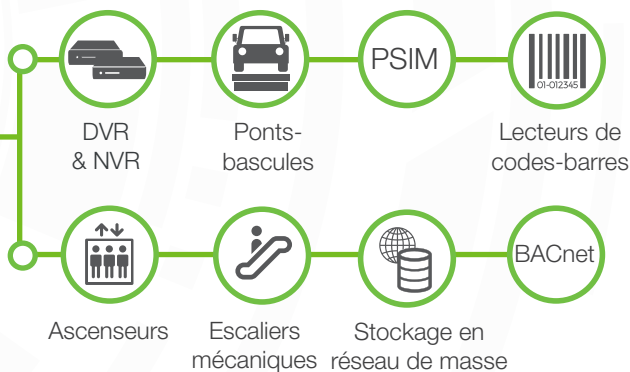 PSIM
01-012345
DVR
& NVR
Ponts-
bascules
Lecteurs de
codes-barres
BACnet
Ascenseurs
Escaliers
mécaniques
Stockage en
réseau de masse